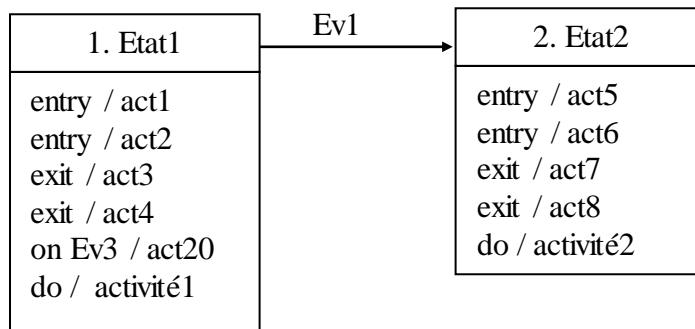 1. Etat1
Ev1
2. Etat2
entry / act1
entry / act2
exit / act3
exit / act4
on Ev3 / act20
do / activité1
entry / act5
entry / act6
exit / act7
exit / act8
do / activité2